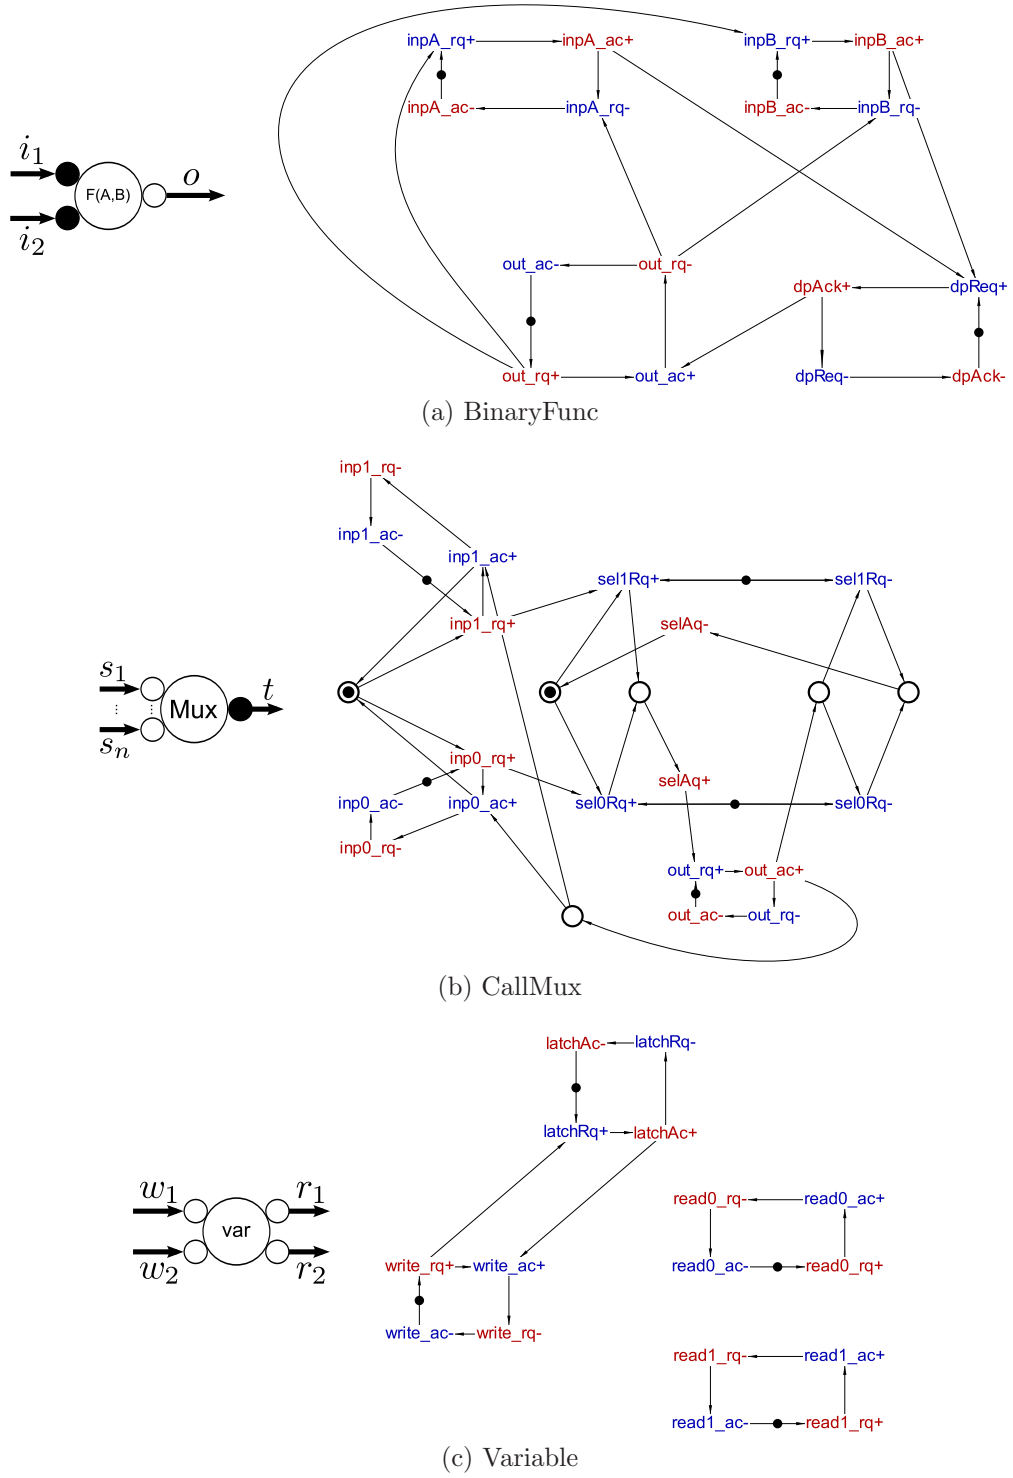 inpA_rq+ inpA_ac+ inpB_rq+ inpB_ac+
inpA_ac- inpA_rq- inpB_ac- inpB_rq-
i1
F(A,B)
o
i2
out_ac- out_rq- dpAck+ dpReq+
out_rq+ out_ac+ dpReq- dpAck-
(a) BinaryFunc
inp1_rq-
inp1_ac- inp1_ac+
sel1Rq+ sel1Rq-
inp1_rq+ selAq-
s1
Mux
t
sn
inp0_rq+ selAq+
inp0_ac- inp0_ac+ sel0Rq+ sel0Rq-
inp0_rq-
out_rq+ out_ac+
out_ac- out_rq-
(b) CallMux
latchAc- latchRq-
latchRq+ latchAc+
w1
var
r1
w2
r2
read0_rq- read0_ac+
write_rq+ write_ac+ read0_ac- read0_rq+
write_ac- write_rq-
read1_rq- read1_ac+
read1_ac- read1_rq+
(c) Variable